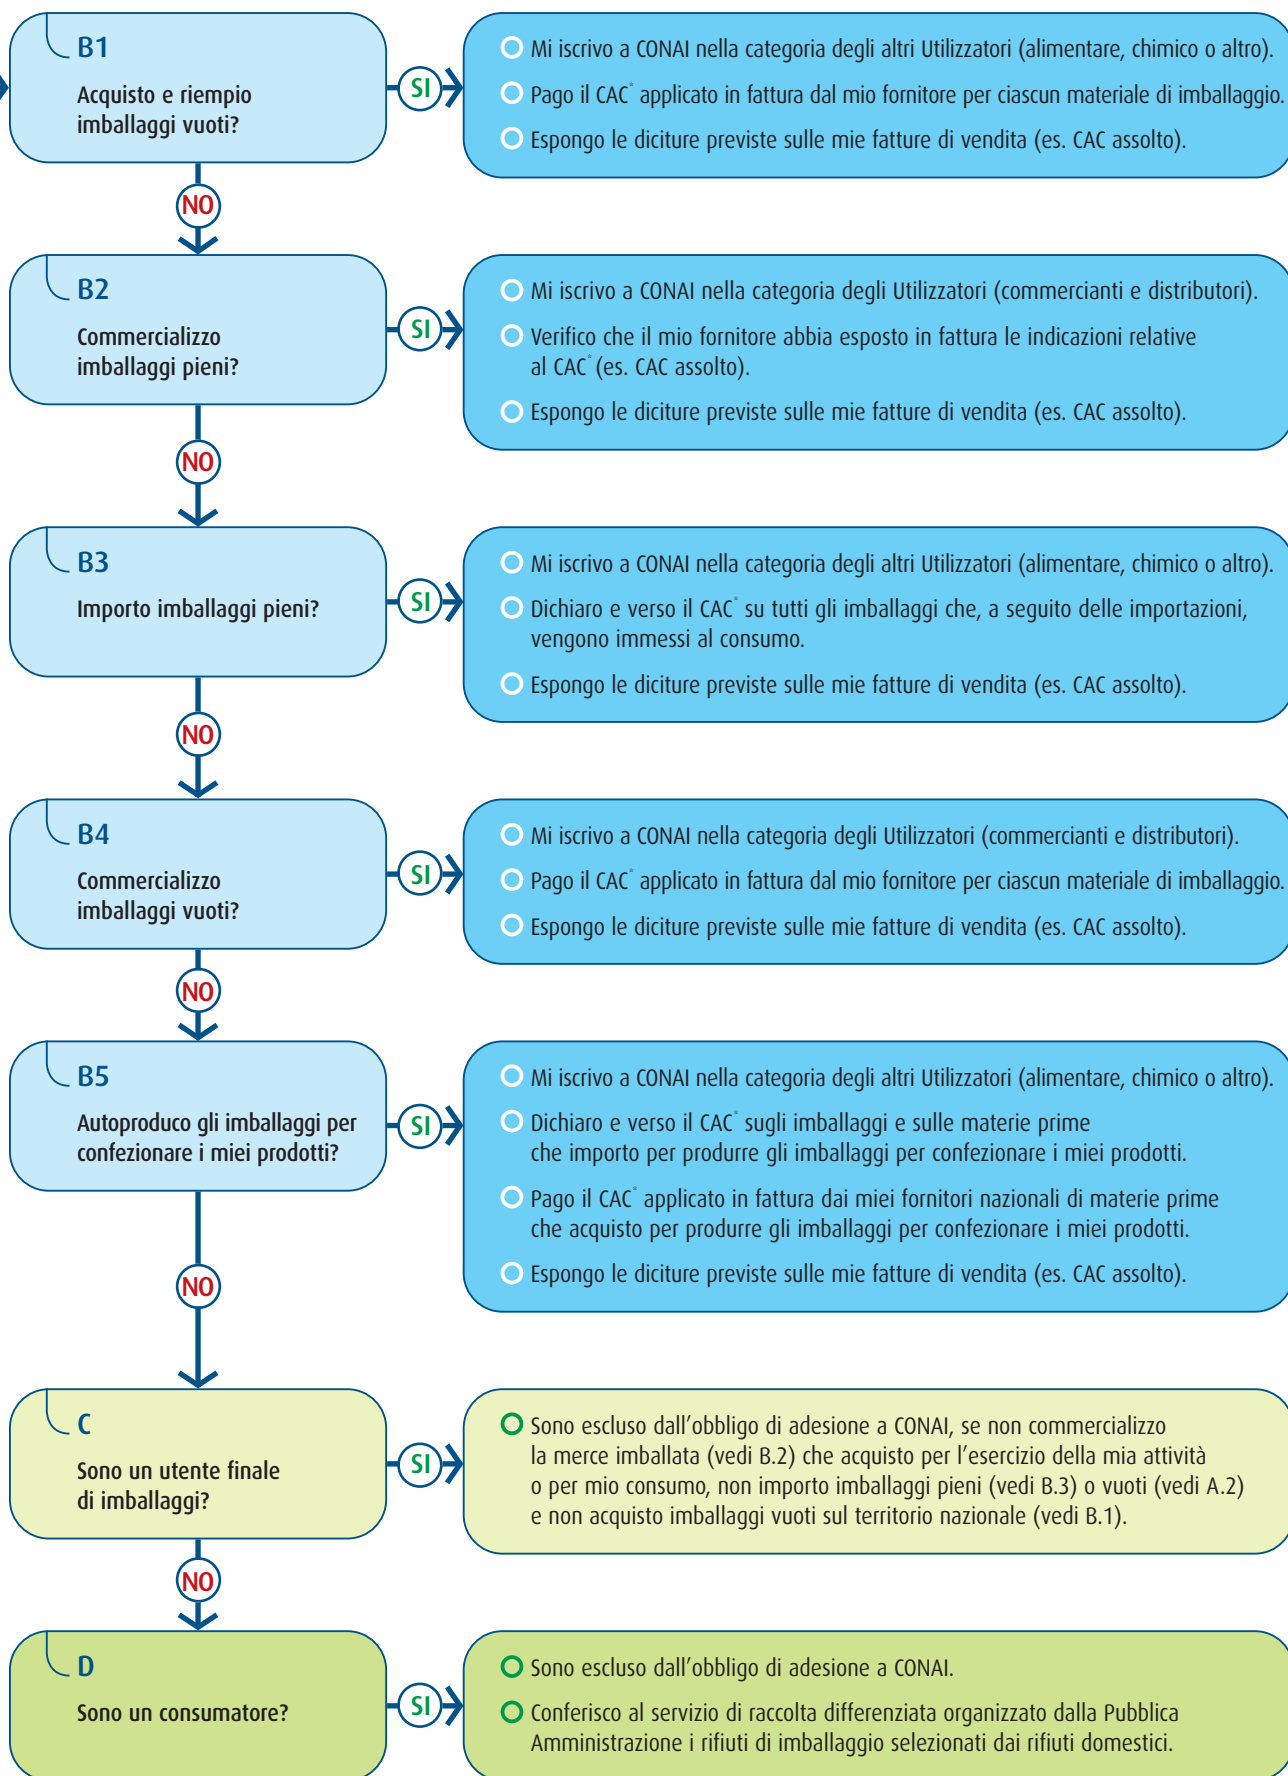 B1
Acquisto e riempio
imballaggi vuoti?
SI
Mi iscrivo a CONAI nella categoria degli altri Utilizzatori (alimentare, chimico o altro).
Pago il CAC* applicato in fattura dal mio fornitore per ciascun materiale di imballaggio.
Espongo le diciture previste sulle mie fatture di vendita (es. CAC assolto).
NO
B2
Commercializzo
imballaggi pieni?
SI
Mi iscrivo a CONAI nella categoria degli Utilizzatori (commercianti e distributori).
Verifico che il mio fornitore abbia esposto in fattura le indicazioni relative
al CAC* (es. CAC assolto).
Espongo le diciture previste sulle mie fatture di vendita (es. CAC assolto).
NO
B3
Importo imballaggi pieni?
SI
Mi iscrivo a CONAI nella categoria degli altri Utilizzatori (alimentare, chimico o altro).
Dichiaro e verso il CAC* su tutti gli imballaggi che, a seguito delle importazioni,
vengono immessi al consumo.
Espongo le diciture previste sulle mie fatture di vendita (es. CAC assolto).
NO
B4
Commercializzo
imballaggi vuoti?
SI
Mi iscrivo a CONAI nella categoria degli Utilizzatori (commercianti e distributori).
Pago il CAC* applicato in fattura dal mio fornitore per ciascun materiale di imballaggio.
Espongo le diciture previste sulle mie fatture di vendita (es. CAC assolto).
NO
B5
Autoproduco gli imballaggi per
confezionare i miei prodotti?
SI
Mi iscrivo a CONAI nella categoria degli altri Utilizzatori (alimentare, chimico o altro).
Dichiaro e verso il CAC* sugli imballaggi e sulle materie prime
che importo per produrre gli imballaggi per confezionare i miei prodotti.
Pago il CAC* applicato in fattura dai miei fornitori nazionali di materie prime
che acquisto per produrre gli imballaggi per confezionare i miei prodotti.
Espongo le diciture previste sulle mie fatture di vendita (es. CAC assolto).
NO
C
Sono un utente finale
di imballaggi?
SI
Sono escluso dall'obbligo di adesione a CONAI, se non commercializzo
la merce imballata (vedi B.2) che acquisto per l'esercizio della mia attività
o per mio consumo, non importo imballaggi pieni (vedi B.3) o vuoti (vedi A.2)
e non acquisto imballaggi vuoti sul territorio nazionale (vedi B.1).
NO
D
Sono un consumatore?
SI
Sono escluso dall'obbligo di adesione a CONAI.
Conferisco al servizio di raccolta differenziata organizzato dalla Pubblica
Amministrazione i rifiuti di imballaggio selezionati dai rifiuti domestici.